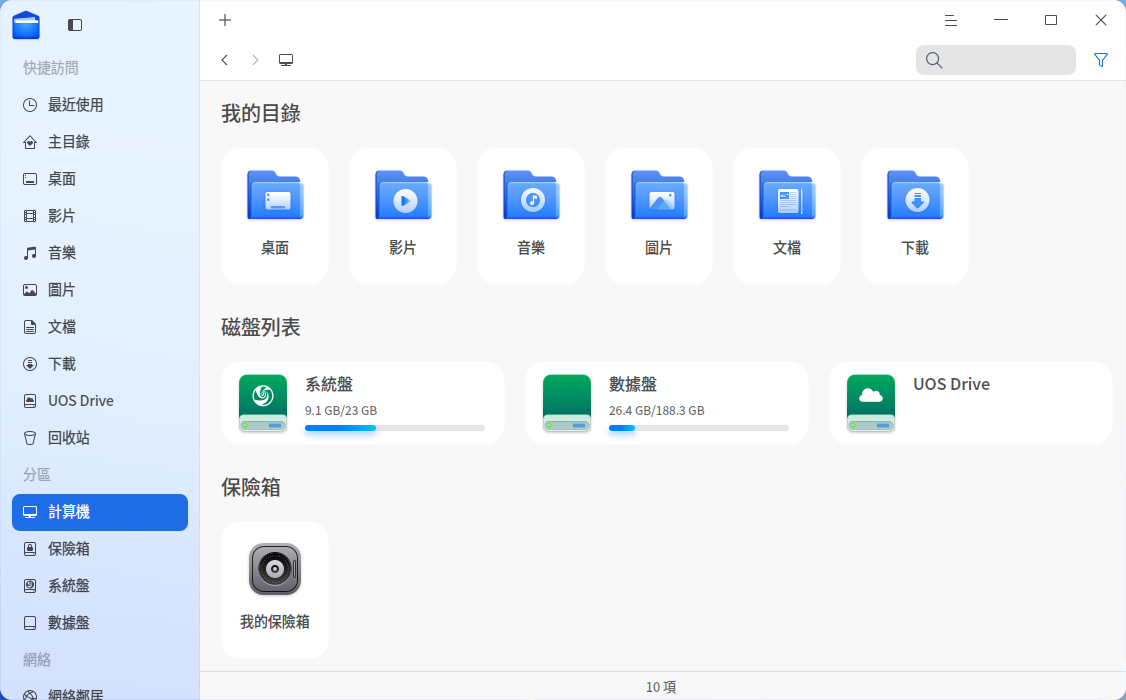 快捷訪問
最近使用
主目錄
桌面
影片
音樂
圖片
文檔
下載
UOS Drive
回收站
分區
計算機
保險箱
系統盤
數據盤
網絡
網絡鄰居
我的目錄
桌面
影片
音樂
圖片
文檔
下載
磁盤列表
系統盤
9.1 GB/23 GB
數據盤
26.4 GB/188.3 GB
UOS Drive
保險箱
我的保險箱
10 項